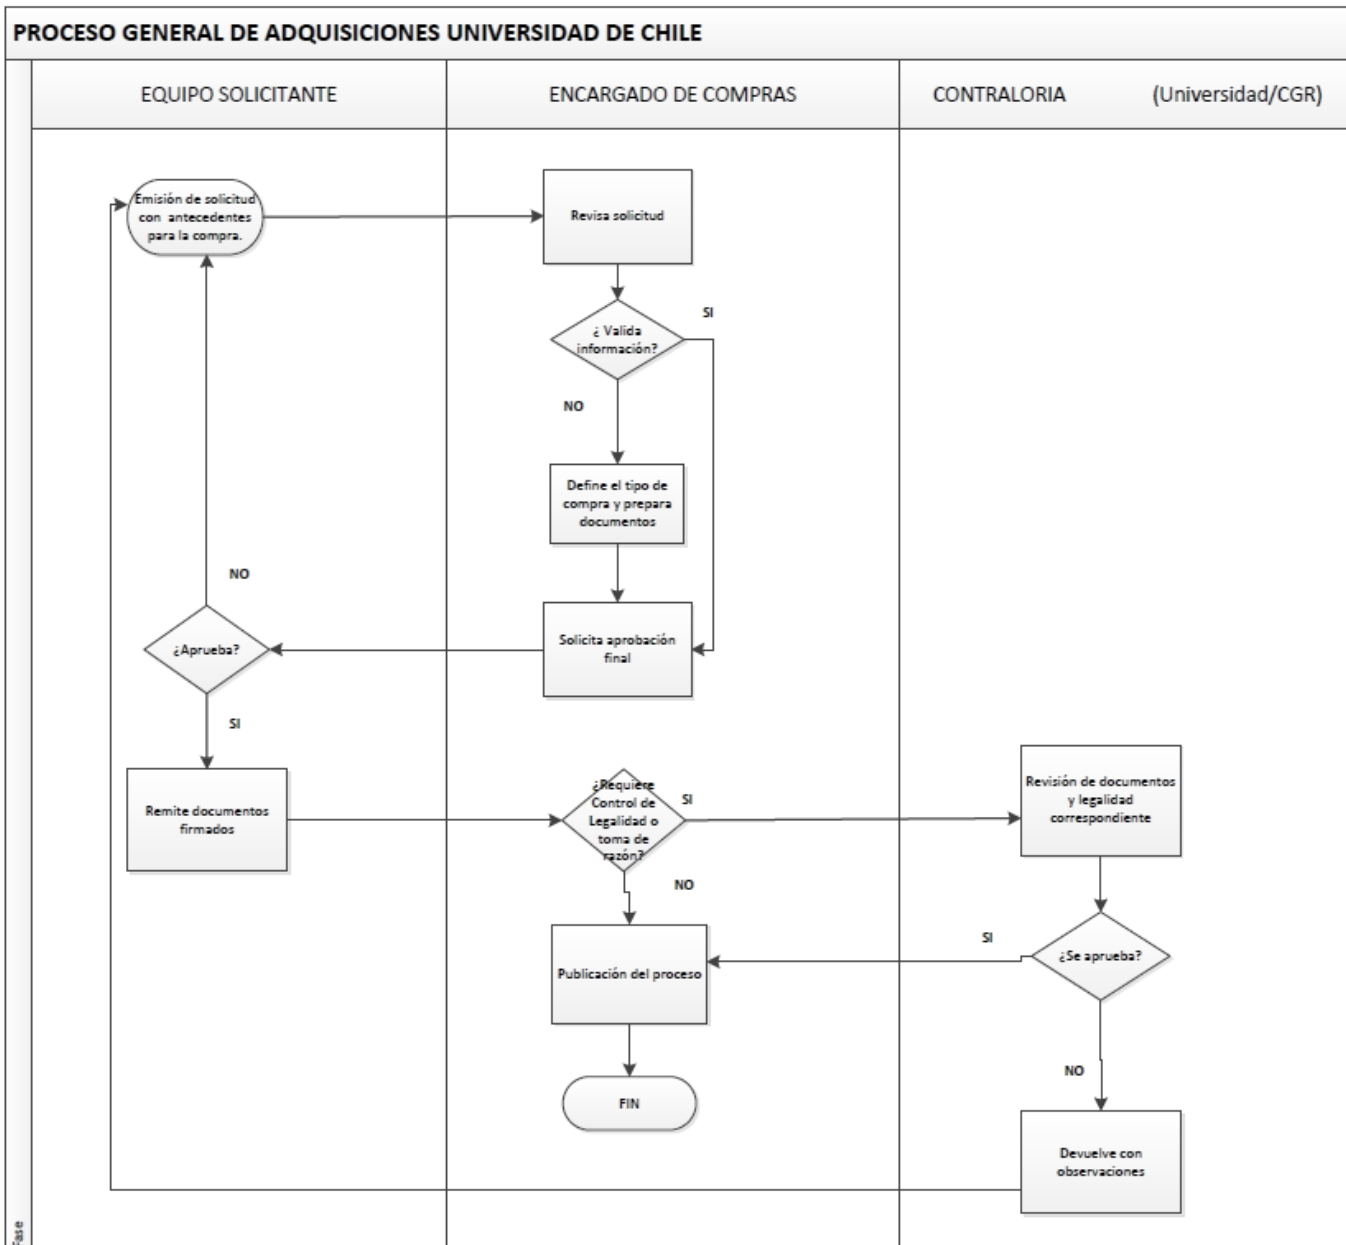 PROCESO GENERAL DE ADQUISICIONES UNIVERSIDAD DE CHILE
EQUIPO SOLICITANTE
ENCARGADO DE COMPRAS
CONTRALORIA (Universidad/CGR)
Emisión de solicitud
con antecedentes
para la compra.
Revisa solicitud
¿ Valida
información?
SI
NO
Define el tipo de
compra y prepara
documentos
NO
¿Aprueba?
Solicita aprobación
final
SI
Remite documentos
firmados
¿Requiere
Control de
Legalidad o
toma de
razón?
SI
Revisión de documentos
y legalidad
correspondiente
NO
Publicación del proceso
SI
¿Se aprueba?
NO
FIN
Devuelve con
observaciones
Fase